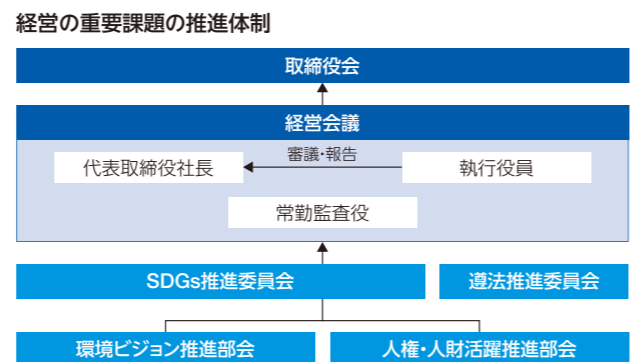 経営の重要課題の推進体制
取締役会
経営会議
審議・報告
代表取締役社長
執行役員
常勤監査役
SDGs推進委員会
遵法推進委員会
環境ビジョン推進部会
人権・人財活躍推進部会